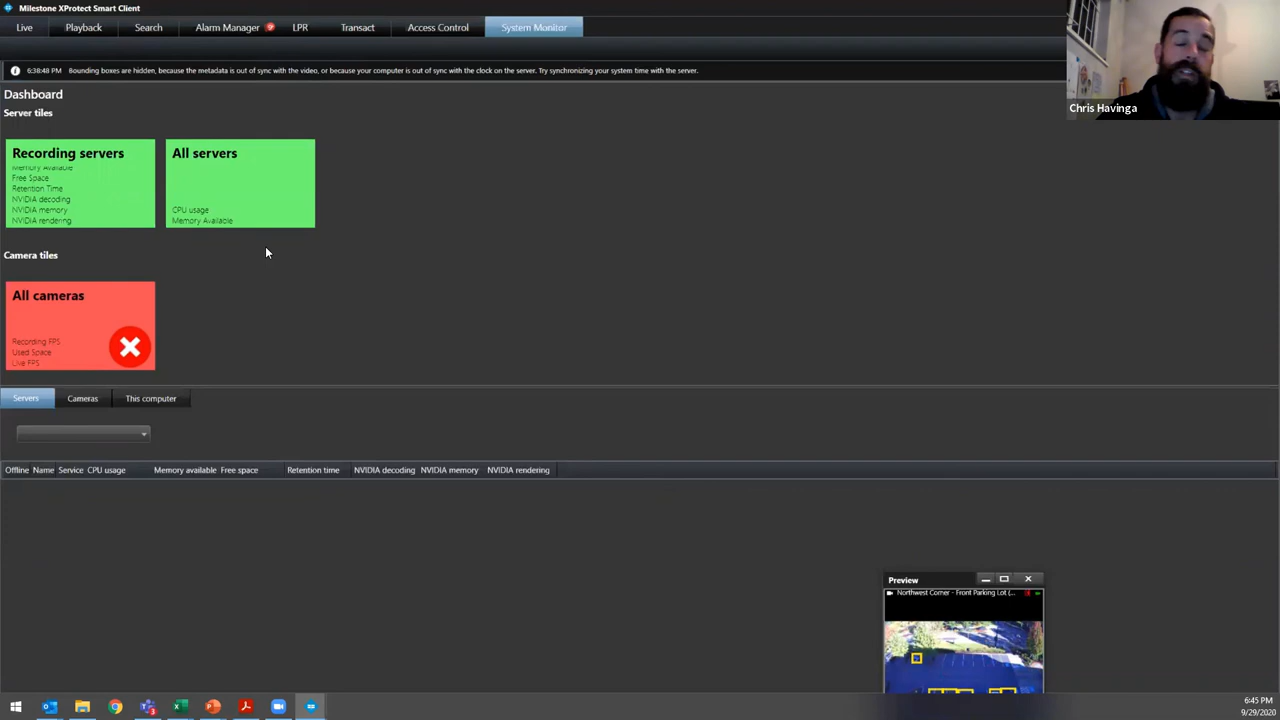 Milestone XProtect Smart Client
Live Playback Search Alarm Manager LPR Transact Access Control System Monitor
6:38:48 PM Bounding boxes are hidden, because the metadata is out of sync with the video, or because your computer is out of sync with the clock on the server. Try synchronizing your system time with the server.
Chris Havinga
Dashboard
Server tiles
Recording servers
Memory Available
Free Space
Retention Time
NVIDIA decoding
NVIDIA memory
NVIDIA rendering
All servers
CPU usage
Memory Available
Camera tiles
All cameras
Recording FPS
Used Space
Live FPS
Servers Cameras This computer
Offline Name Service CPU usage Memory available Free space Retention time NVIDIA decoding NVIDIA memory NVIDIA rendering
Preview
Northwest Corner - Front Parking Lot (...
6:45 PM
9/29/2020